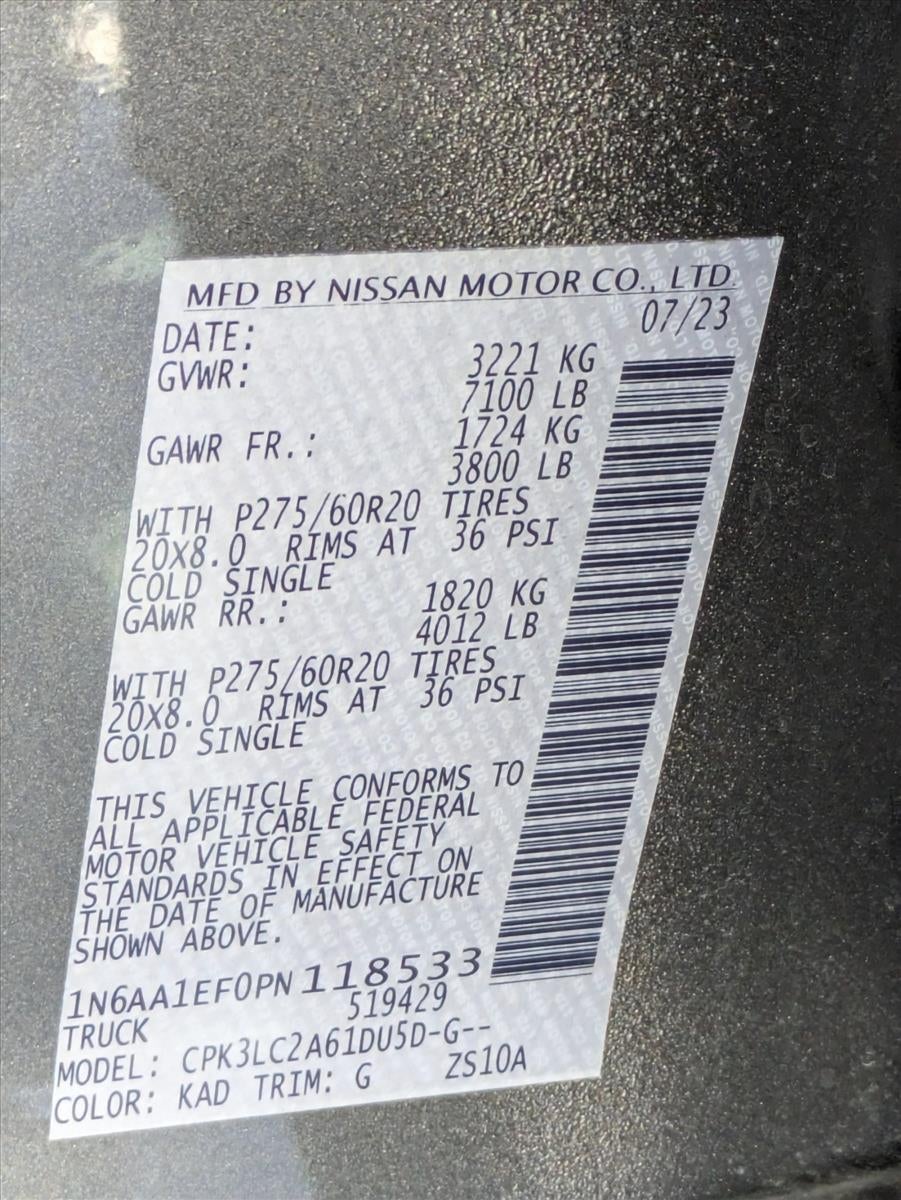 MFD BY NISSAN MOTOR CO., LTD.
DATE: 07/23
GVWR: 3221 KG
7100 LB
GAWR FR.: 1724 KG
3800 LB
WITH P275/60R20 TIRES
20X8.0 RIMS AT 36 PSI
COLD SINGLE
GAWR RR.: 1820 KG
4012 LB
WITH P275/60R20 TIRES
20X8.0 RIMS AT 36 PSI
COLD SINGLE
THIS VEHICLE CONFORMS TO
ALL APPLICABLE FEDERAL
MOTOR VEHICLE SAFETY
STANDARDS IN EFFECT ON
THE DATE OF MANUFACTURE
SHOWN ABOVE.
1N6AA1EF0PN118533
519429
TRUCK
MODEL: CPK3LC2A61DU5D-G--
COLOR: KAD TRIM: G ZS10A